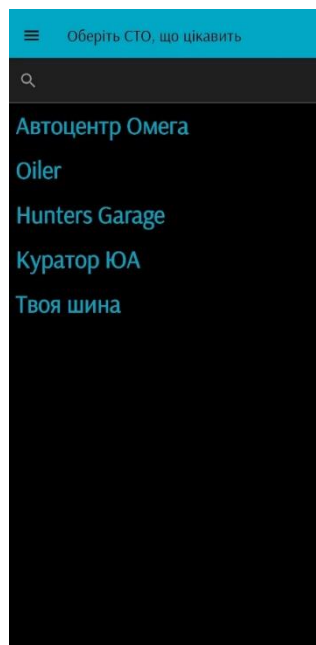 Оберіть СТО, що цікавить
Автоцентр Омега
Oiler
Hunters Garage
Куратор ЮА
Твоя шина